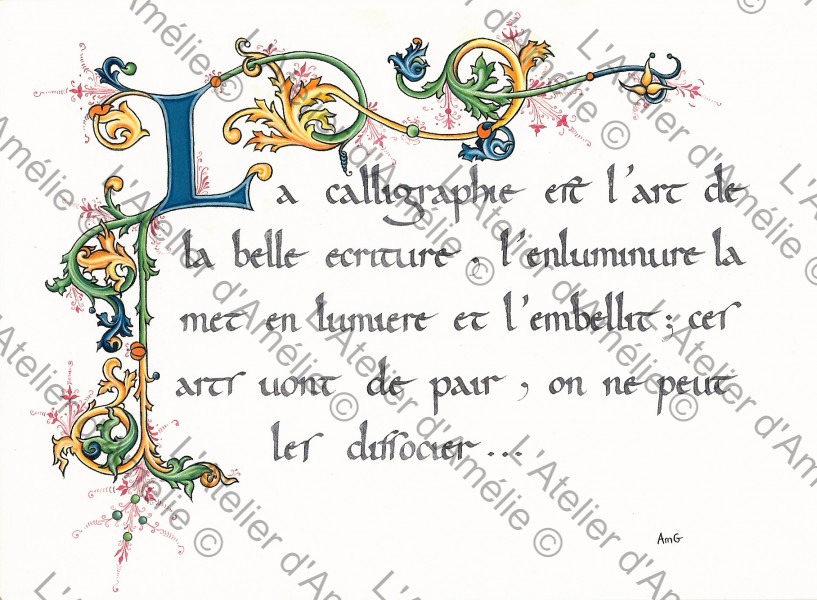 La calligraphie est l'art de
la belle ecriture, l'enluminure la
met en lumiere et l'embellit; ces
arts vont de pair, on ne peut
les dissocier...
AmG
L'Atelier d'Amélie ©